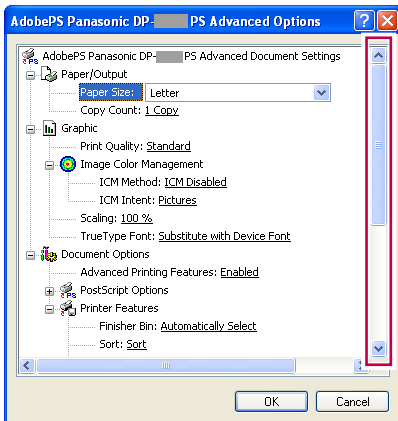 AdobePS Panasonic DP- PS Advanced Options
AdobePS Panasonic DP- PS Advanced Document Settings
Paper/Output
Paper Size: Letter
Copy Count: 1 Copy
Graphic
Print Quality: Standard
Image Color Management
ICM Method: ICM Disabled
ICM Intent: Pictures
Scaling: 100 %
TrueType Font: Substitute with Device Font
Document Options
Advanced Printing Features: Enabled
PostScript Options
Printer Features
Finisher Bin: Automatically Select
Sort: Sort
OK Cancel